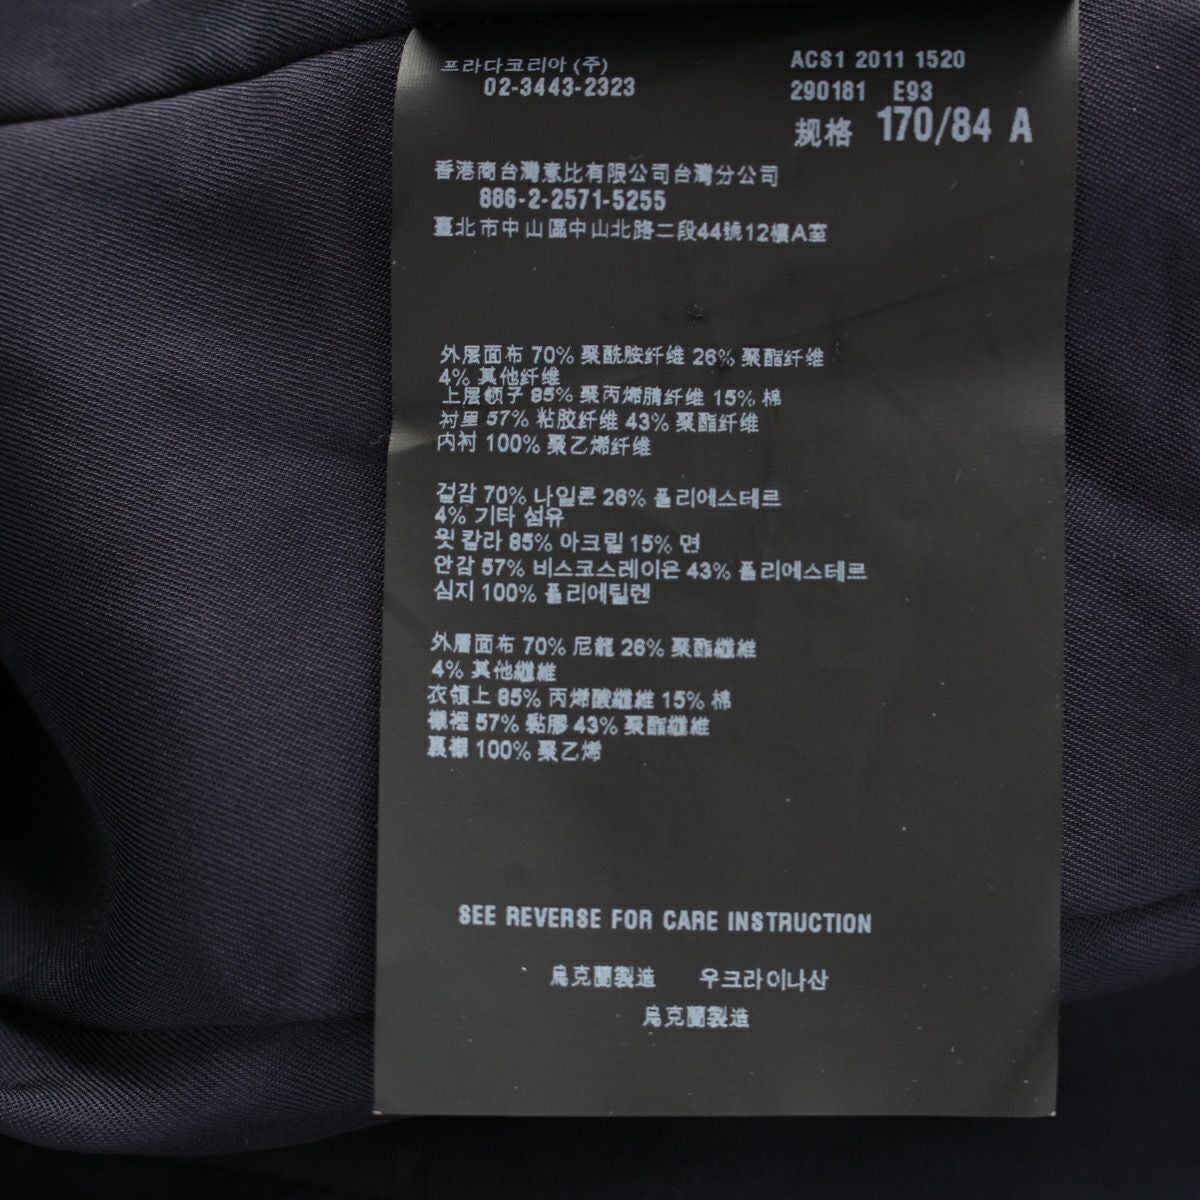 프라다코리아 (주)
02-3443-2323
ACS1 2011 1520
290181 E93
规格 170/84 A
香港商台灣意比有限公司台灣分公司
886-2-2571-5255
臺北市中山區中山北路二段44號12樓A室
外层面布 70% 聚酰胺纤维 26% 聚酯纤维
4% 其他纤维
上层领子 85% 聚丙烯腈纤维 15% 棉
衬里 57% 粘胶纤维 43% 聚酯纤维
内衬 100% 聚乙烯纤维
겉감 70% 나일론 26% 폴리에스테르
4% 기타 섬유
윗 칼라 85% 아크릴 15% 면
안감 57% 비스코스레이온 43% 폴리에스테르
심지 100% 폴리에틸렌
外層面布 70% 尼龍 26% 聚酯纖維
4% 其他纖維
衣領上 85% 丙烯酸纖維 15% 棉
襯裡 57% 黏膠 43% 聚酯纖維
裏襯 100% 聚乙烯
SEE REVERSE FOR CARE INSTRUCTION
烏克蘭製造 우크라이나산
烏克蘭製造